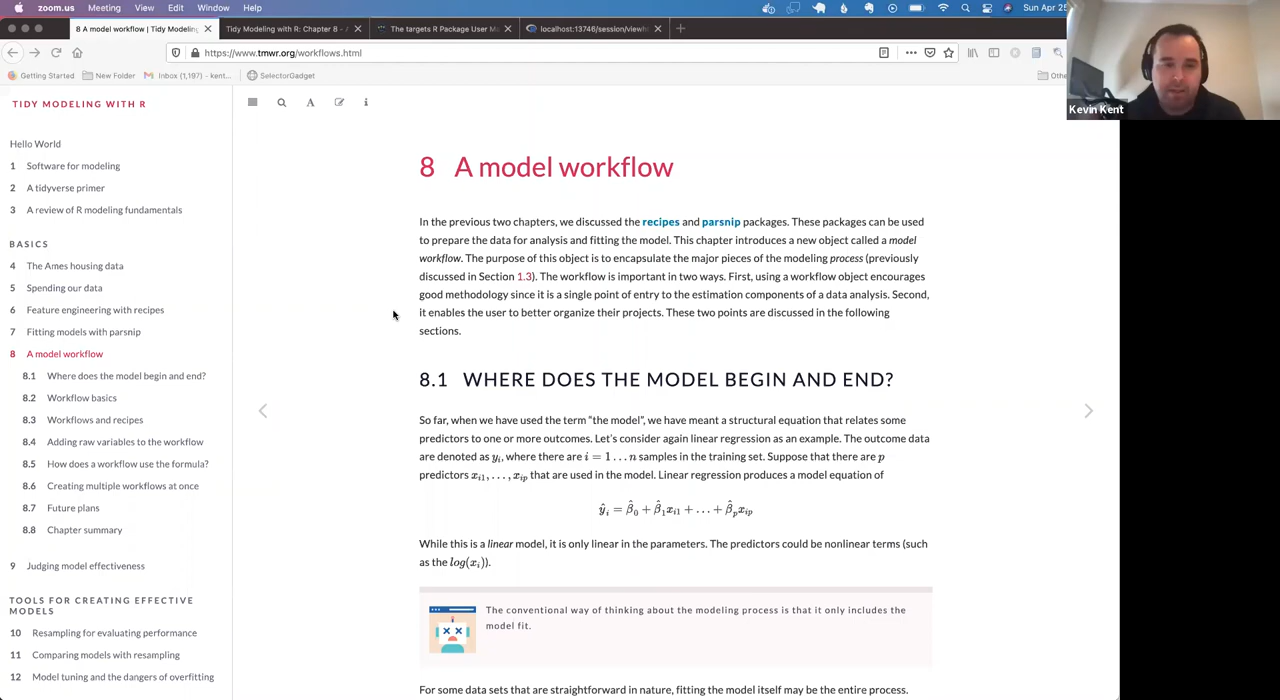 zoom.us Meeting View Edit Window Help Sun Apr 25
8 A model workflow | Tidy Modeling
Tidy Modeling with R: Chapter 8 -
The targets R Package User Ma
localhost:13746/session/viewh
https://www.tmwr.org/workflows.html
Getting Started New Folder Inbox (1,197) - kent... SelectorGadget Othe
Kevin Kent
TIDY MODELING WITH R
Hello World
1 Software for modeling
2 A tidyverse primer
3 A review of R modeling fundamentals
BASICS
4 The Ames housing data
5 Spending our data
6 Feature engineering with recipes
7 Fitting models with parsnip
8 A model workflow
8.1 Where does the model begin and end?
8.2 Workflow basics
8.3 Workflows and recipes
8.4 Adding raw variables to the workflow
8.5 How does a workflow use the formula?
8.6 Creating multiple workflows at once
8.7 Future plans
8.8 Chapter summary
9 Judging model effectiveness
TOOLS FOR CREATING EFFECTIVE
MODELS
10 Resampling for evaluating performance
11 Comparing models with resampling
12 Model tuning and the dangers of overfitting
8 A model workflow
In the previous two chapters, we discussed the recipes and parsnip packages. These packages can be used
to prepare the data for analysis and fitting the model. This chapter introduces a new object called a model
workflow. The purpose of this object is to encapsulate the major pieces of the modeling process (previously
discussed in Section 1.3). The workflow is important in two ways. First, using a workflow object encourages
good methodology since it is a single point of entry to the estimation components of a data analysis. Second,
it enables the user to better organize their projects. These two points are discussed in the following
sections.
8.1 WHERE DOES THE MODEL BEGIN AND END?
So far, when we have used the term “the model”, we have meant a structural equation that relates some
predictors to one or more outcomes. Let’s consider again linear regression as an example. The outcome data
are denoted as yᵢ, where there are i = 1 … n samples in the training set. Suppose that there are p
predictors xᵢ₁, …, xᵢₚ that are used in the model. Linear regression produces a model equation of
ŷᵢ = β̂₀ + β̂₁xᵢ₁ + … + β̂ₚxᵢₚ
While this is a linear model, it is only linear in the parameters. The predictors could be nonlinear terms (such
as the log(xᵢ)).
The conventional way of thinking about the modeling process is that it only includes the
model fit.
For some data sets that are straightforward in nature, fitting the model itself may be the entire process.